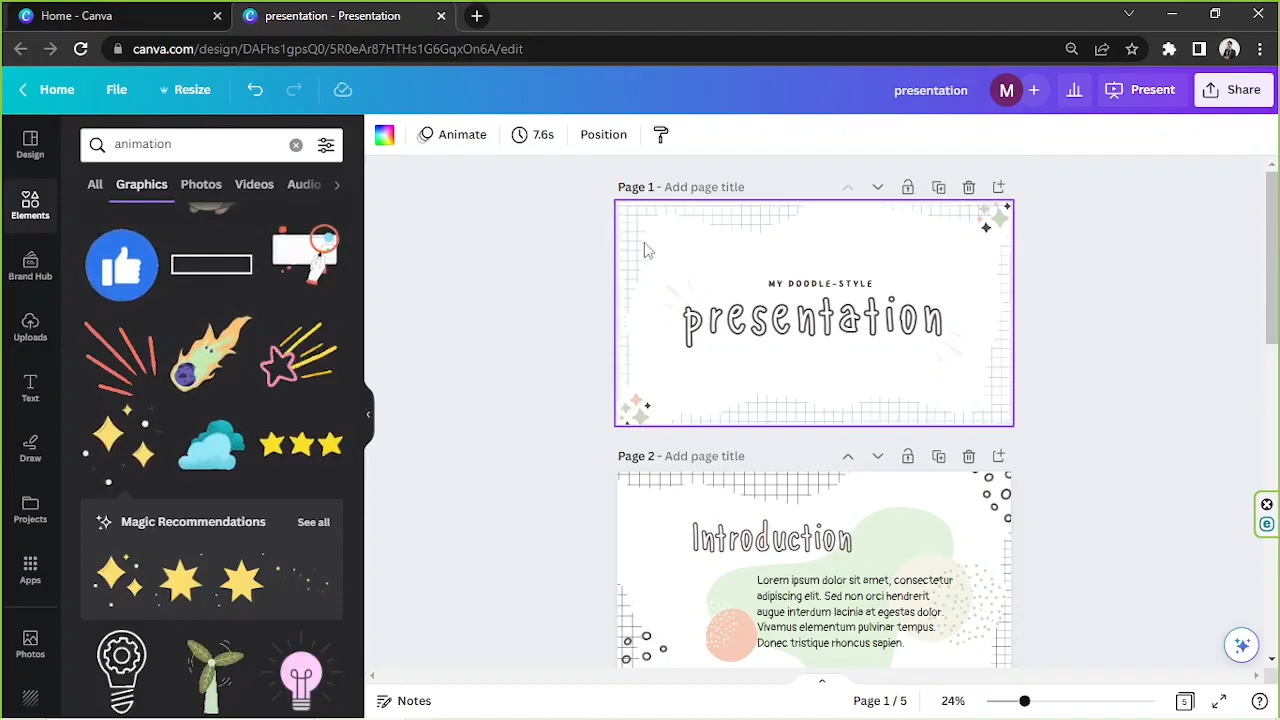 Home - Canva
presentation - Presentation
canva.com/design/DAFhs1gpsQ0/5R0eAr87HTHs1G6GqxOn6A/edit
Home
File
Resize
presentation
M
Present
Share
Design
Elements
Brand Hub
Uploads
Text
Draw
Projects
Apps
Photos
animation
All
Graphics
Photos
Videos
Audio
Magic Recommendations
See all
Animate
7.6s
Position
Page 1 - Add page title
MY DOODLE-STYLE
presentation
Page 2 - Add page title
Introduction
Lorem ipsum dolor sit amet, consectetur
adipiscing elit. Sed non orci hendrerit
augue interdum lacinia at egestas dolor.
Vivamus elementum pulvinar tempus.
Donec tristique rhoncus sapien.
Notes
Page 1 / 5
24%
5